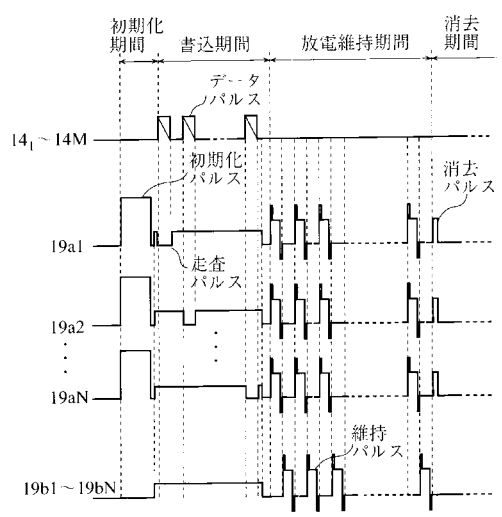 初期化
期間
書込期間
放電維持期間
消去
期間
データ
パルス
14₁～14M
初期化
パルス
消去
パルス
19a1
走査
パルス
19a2
19aN
維持
パルス
19b1～19bN